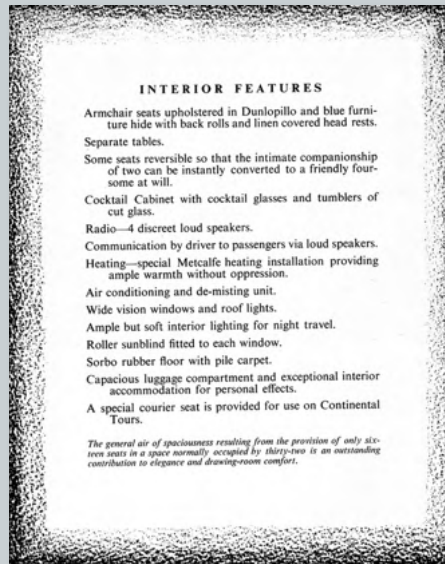 INTERIOR FEATURES
Armchair seats upholstered in Dunlopillo and blue furni-
ture hide with back rolls and linen covered head rests.
Separate tables.
Some seats reversible so that the intimate companionship
of two can be instantly converted to a friendly four-
some at will.
Cocktail Cabinet with cocktail glasses and tumblers of
cut glass.
Radio—4 discreet loud speakers.
Communication by driver to passengers via loud speakers.
Heating—special Metcalfe heating installation providing
ample warmth without oppression.
Air conditioning and de-misting unit.
Wide vision windows and roof lights.
Ample but soft interior lighting for night travel.
Roller sunblind fitted to each window.
Sorbo rubber floor with pile carpet.
Capacious luggage compartment and exceptional interior
accommodation for personal effects.
A special courier seat is provided for use on Continental
Tours.
The general air of spaciousness resulting from the provision of only six-
teen seats in a space normally occupied by thirty-two is an outstanding
contribution to elegance and drawing-room comfort.